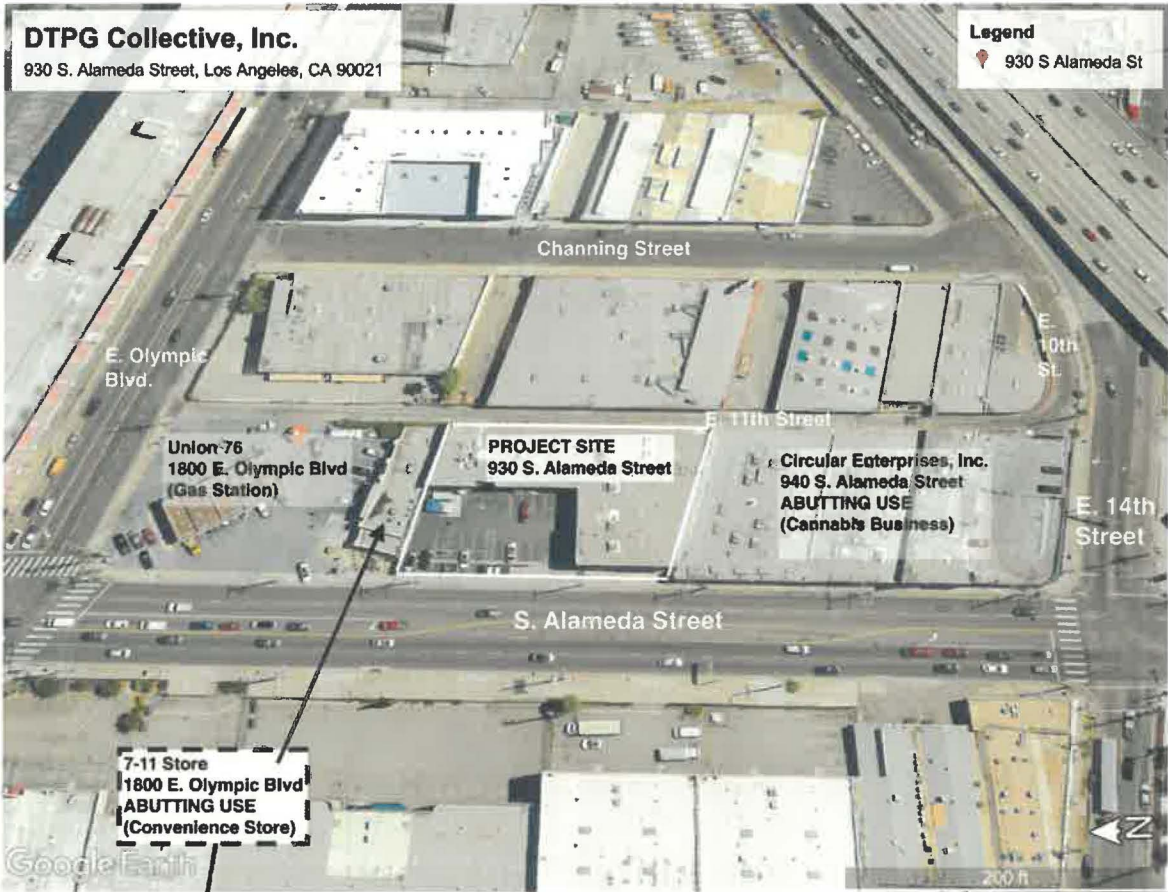 DTPG Collective, Inc.
930 S. Alameda Street, Los Angeles, CA 90021
Legend
930 S Alameda St
Channing Street
E. Olympic
Blvd.
E.
10th
St.
E. 11th Street
Union 76
1800 E. Olympic Blvd
(Gas Station)
PROJECT SITE
930 S. Alameda Street
Circular Enterprises, Inc.
940 S. Alameda Street
ABUTTING USE
(Cannabis Business)
E. 14th
Street
S. Alameda Street
7-11 Store
1800 E. Olympic Blvd
ABUTTING USE
(Convenience Store)
Google Earth
N
200 ft